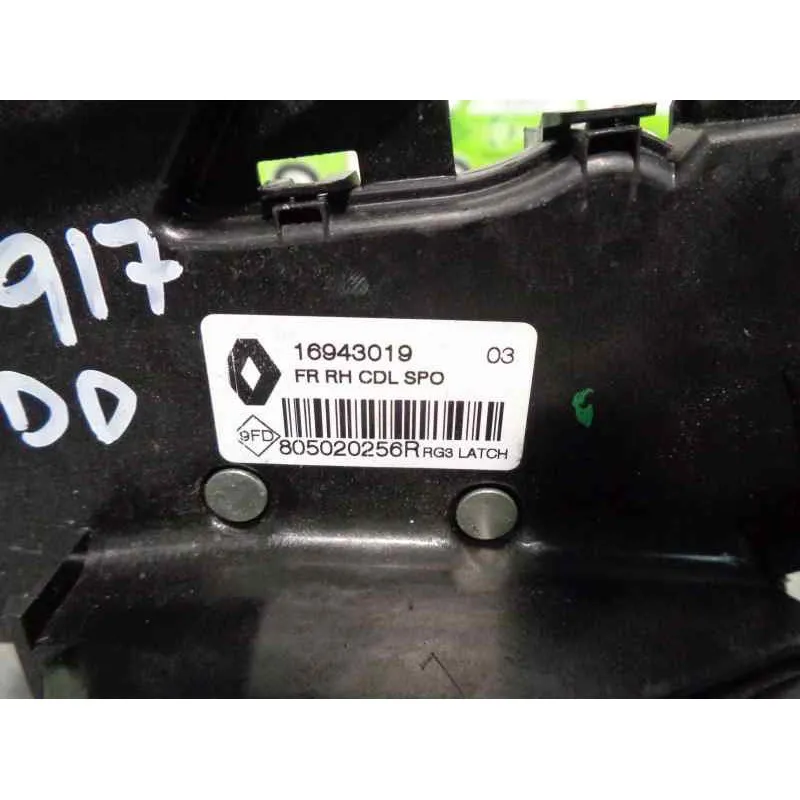 917
DD
16943019 03
FR RH CDL SPO
9FD
805020256R RG3 LATCH